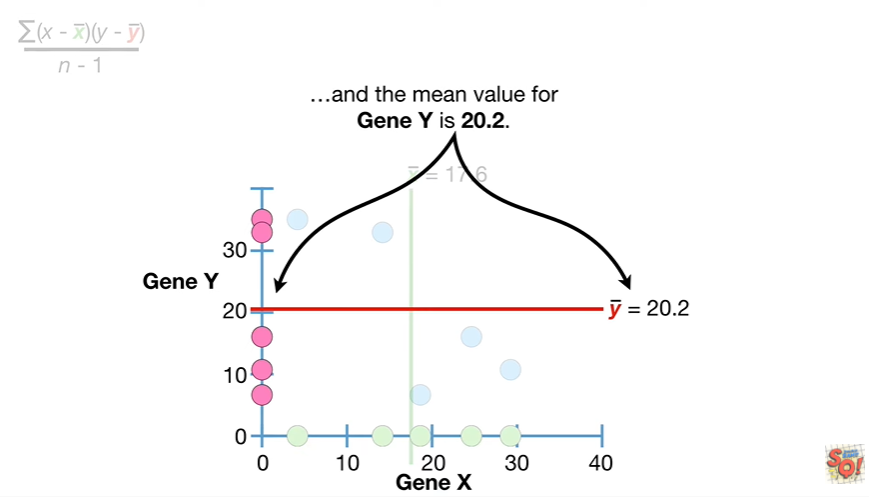 ∑(x - x̅)(y - y̅)
n - 1
…and the mean value for
Gene Y is 20.2.
x̅ = 17.6
30
Gene Y
20
y̅ = 20.2
10
0
0 10 20 30 40
Gene X
SQ!